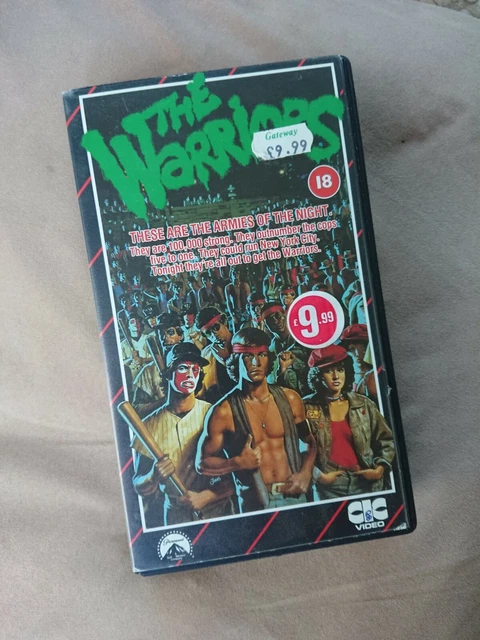 THE
WARRIORS
Gateway
£9.99
18
THESE ARE THE ARMIES OF THE NIGHT.
They are 100,000 strong. They outnumber the cops
five to one. They could run New York City.
Tonight they're all out to get the Warriors.
£9.99
Paramount
CIC
VIDEO